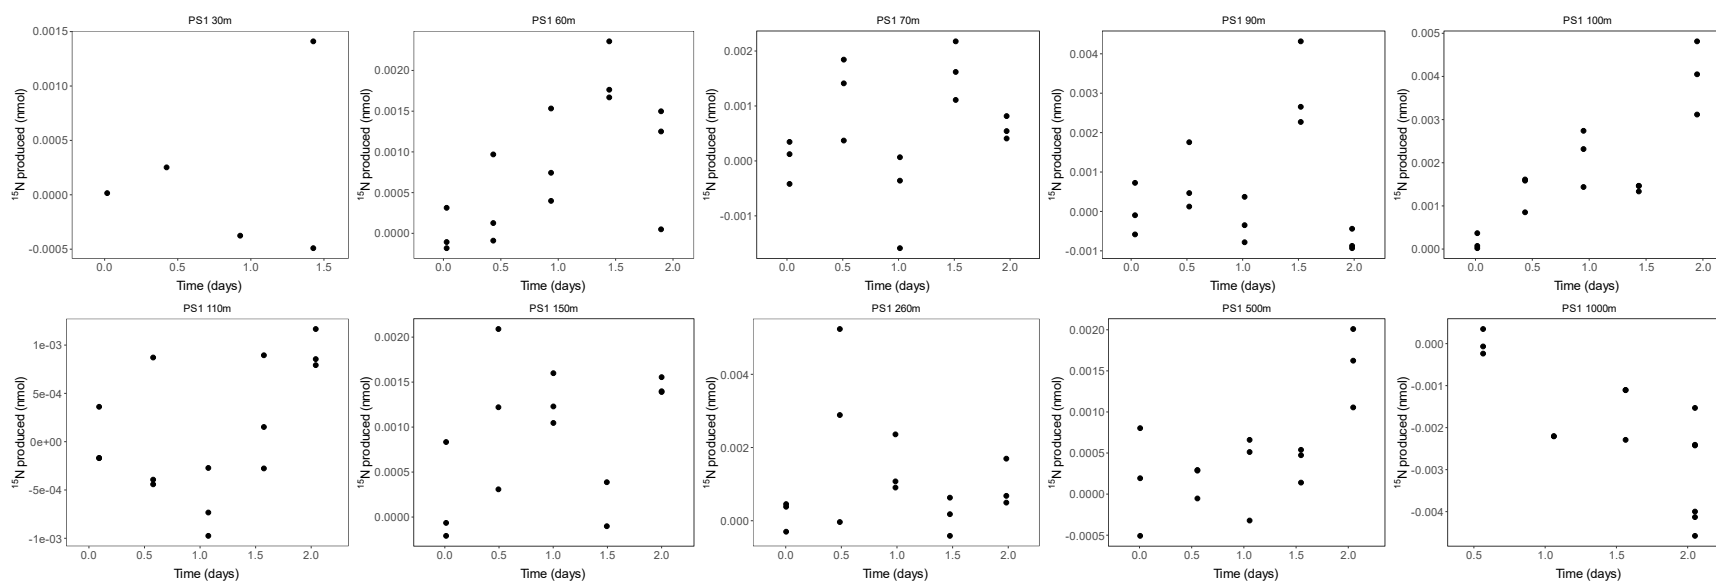 PS1 30m
0.0015
0.0010
0.0005
0.0000
-0.0005
¹⁵N produced (nmol)
0.0 0.5 1.0 1.5
Time (days)
PS1 60m
0.0020
0.0015
0.0010
0.0005
0.0000
¹⁵N produced (nmol)
0.0 0.5 1.0 1.5 2.0
Time (days)
PS1 70m
0.002
0.001
0.000
-0.001
¹⁵N produced (nmol)
0.0 0.5 1.0 1.5 2.0
Time (days)
PS1 90m
0.004
0.003
0.002
0.001
0.000
-0.001
¹⁵N produced (nmol)
0.0 0.5 1.0 1.5 2.0
Time (days)
PS1 100m
0.005
0.004
0.003
0.002
0.001
0.000
¹⁵N produced (nmol)
0.0 0.5 1.0 1.5 2.0
Time (days)
PS1 110m
1e-03
5e-04
0e+00
-5e-04
-1e-03
¹⁵N produced (nmol)
0.0 0.5 1.0 1.5 2.0
Time (days)
PS1 150m
0.0020
0.0015
0.0010
0.0005
0.0000
¹⁵N produced (nmol)
0.0 0.5 1.0 1.5 2.0
Time (days)
PS1 260m
0.004
0.002
0.000
¹⁵N produced (nmol)
0.0 0.5 1.0 1.5 2.0
Time (days)
PS1 500m
0.0020
0.0015
0.0010
0.0005
0.0000
-0.0005
¹⁵N produced (nmol)
0.0 0.5 1.0 1.5 2.0
Time (days)
PS1 1000m
0.000
-0.001
-0.002
-0.003
-0.004
¹⁵N produced (nmol)
0.5 1.0 1.5 2.0
Time (days)